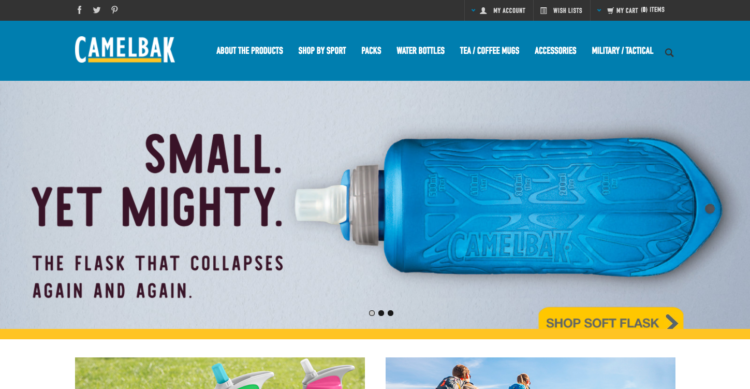 MY ACCOUNT WISH LISTS MY CART (0) ITEMS
CAMELBAK
ABOUT THE PRODUCTS SHOP BY SPORT PACKS WATER BOTTLES TEA / COFFEE MUGS ACCESSORIES MILITARY / TACTICAL
SMALL.
YET MIGHTY.
THE FLASK THAT COLLAPSES
AGAIN AND AGAIN.
CAMELBAK
SHOP SOFT FLASK